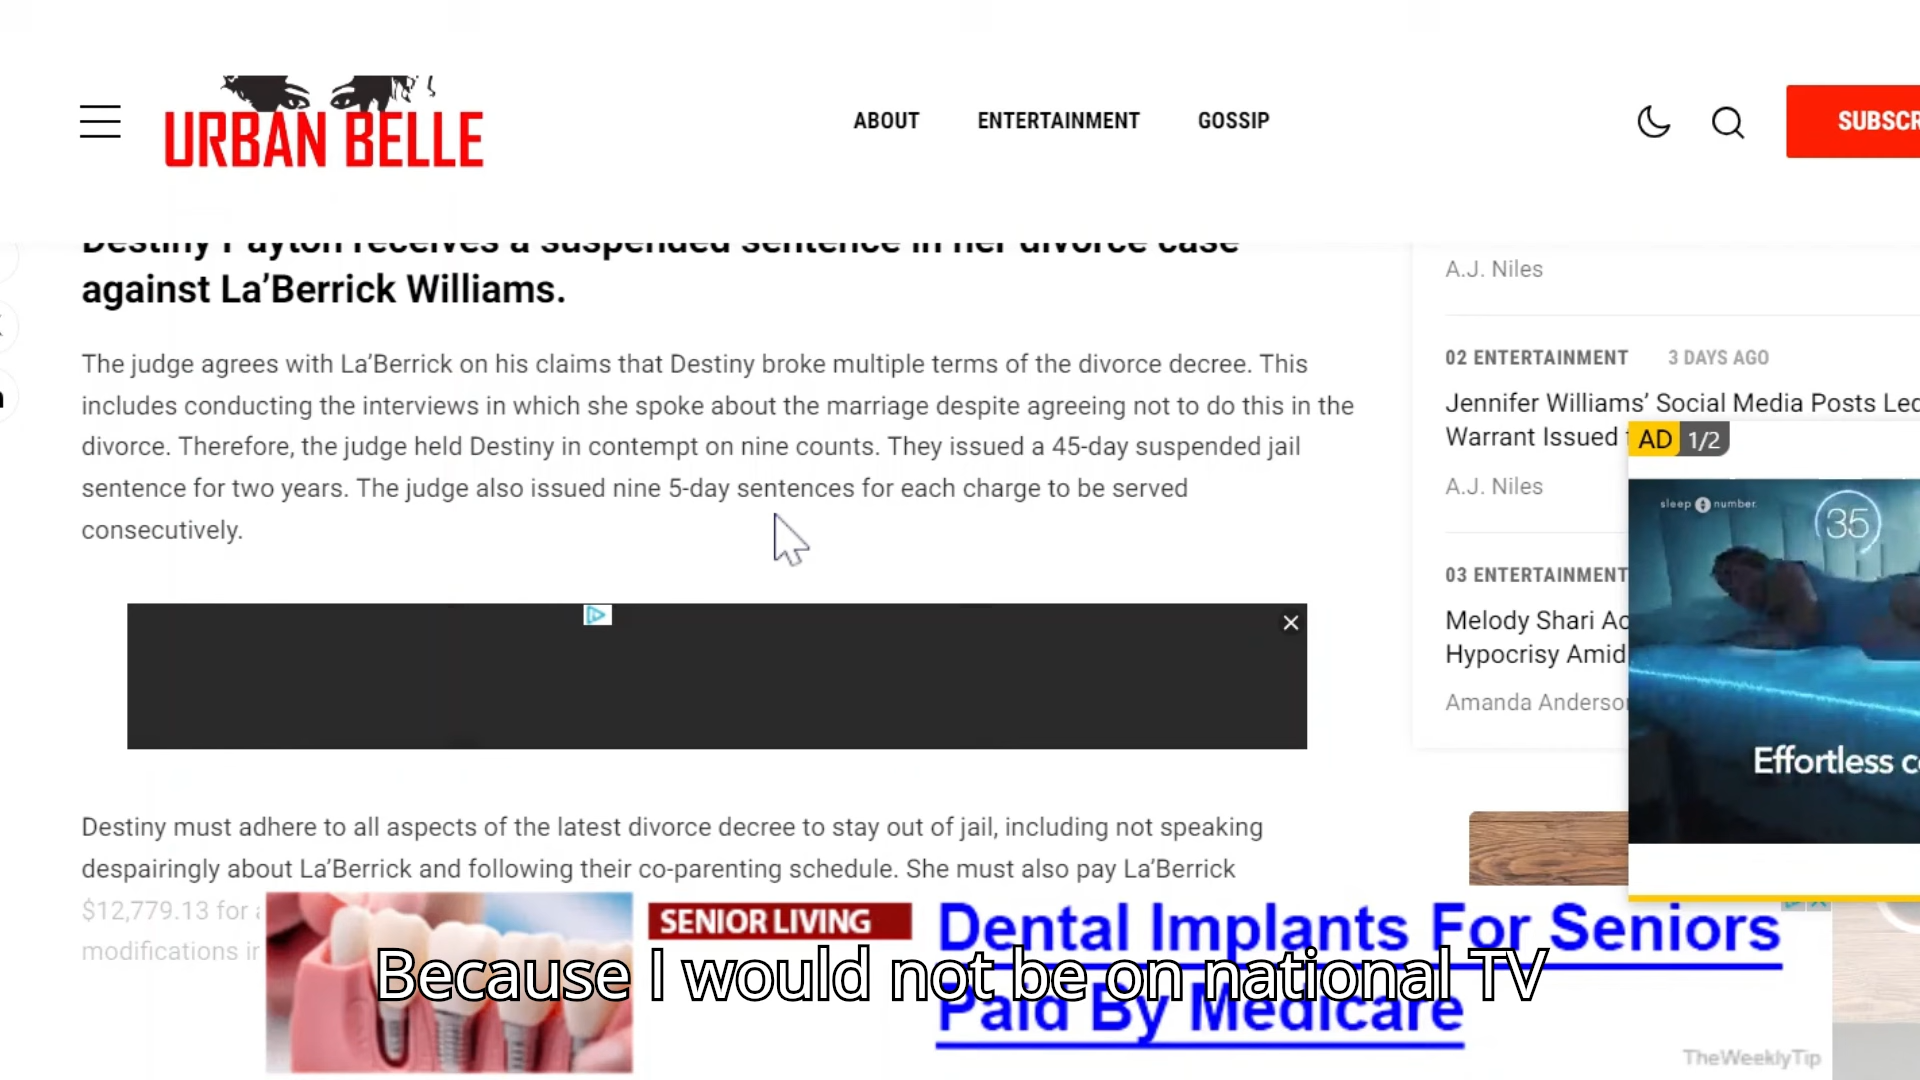 URBAN BELLE
ABOUT ENTERTAINMENT GOSSIP
SUBSCR
Destiny Payton receives a suspended sentence in her divorce case
against La’Berrick Williams.
The judge agrees with La’Berrick on his claims that Destiny broke multiple terms of the divorce decree. This
includes conducting the interviews in which she spoke about the marriage despite agreeing not to do this in the
divorce. Therefore, the judge held Destiny in contempt on nine counts. They issued a 45-day suspended jail
sentence for two years. The judge also issued nine 5-day sentences for each charge to be served
consecutively.
Destiny must adhere to all aspects of the latest divorce decree to stay out of jail, including not speaking
despairingly about La’Berrick and following their co-parenting schedule. She must also pay La’Berrick
$12,779.13 for
modifications i
A.J. Niles
02 ENTERTAINMENT 3 DAYS AGO
Jennifer Williams’ Social Media Posts Led
Warrant Issued
A.J. Niles
03 ENTERTAINMENT
Melody Shari Ac
Hypocrisy Amid
Amanda Anderso
AD 1/2
sleep number
35
Effortless c
SENIOR LIVING
Dental Implants For Seniors
Paid By Medicare
TheWeeklyTip
Because I would not be on national TV